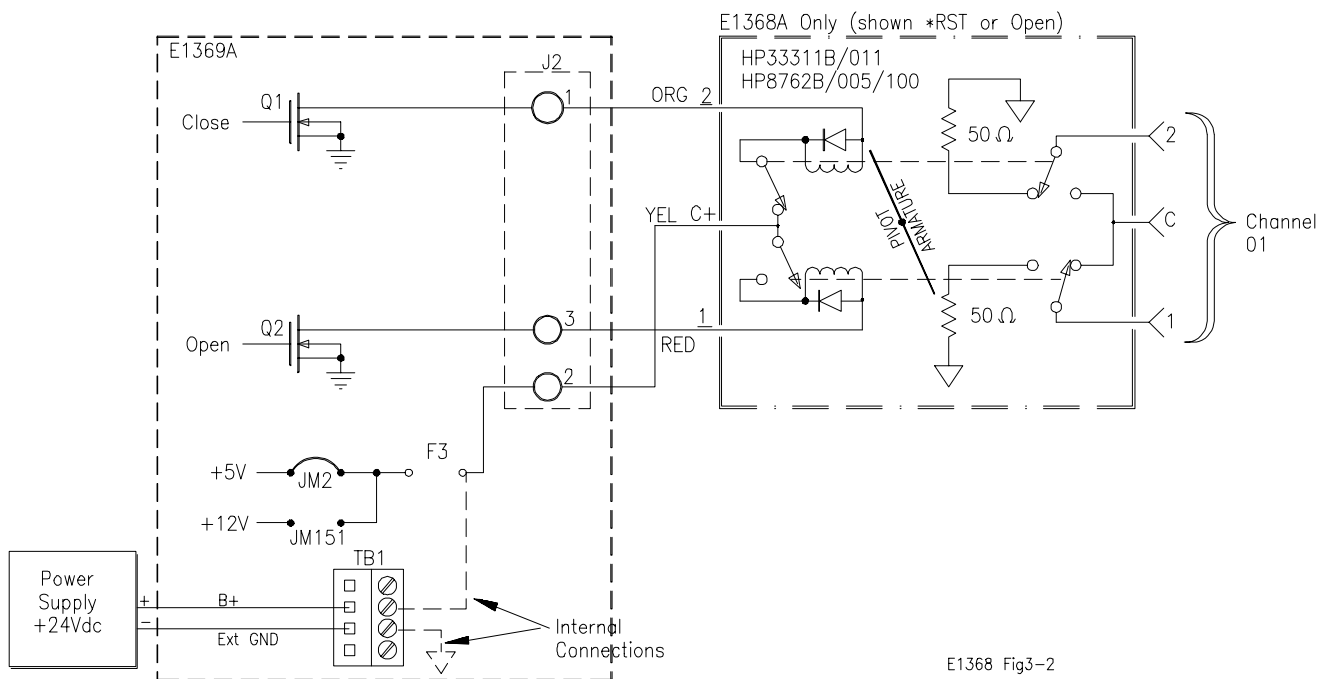 E1368A Only (shown *RST or Open)
E1369A
HP33311B/011
HP8762B/005/100
J2
Q1
1
ORG 2
Close
50 Ω
2
PIVOT
ARMATURE
YEL C+
C
Channel
01
Q2
3
1
RED
Open
50 Ω
1
2
F3
+5V
JM2
+12V
JM151
TB1
Power
Supply
+24Vdc
+
B+
-
Ext GND
Internal
Connections
E1368 Fig3-2